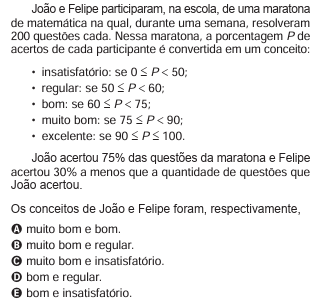 João e Felipe participaram, na escola, de uma maratona
de matemática na qual, durante uma semana, resolveram
200 questões cada. Nessa maratona, a porcentagem P de
acertos de cada participante é convertida em um conceito:
• insatisfatório: se 0 ≤ P < 50;
• regular: se 50 ≤ P < 60;
• bom: se 60 ≤ P < 75;
• muito bom: se 75 ≤ P < 90;
• excelente: se 90 ≤ P ≤ 100.
João acertou 75% das questões da maratona e Felipe
acertou 30% a menos que a quantidade de questões que
João acertou.
Os conceitos de João e Felipe foram, respectivamente,
A muito bom e bom.
B muito bom e regular.
C muito bom e insatisfatório.
D bom e regular.
E bom e insatisfatório.